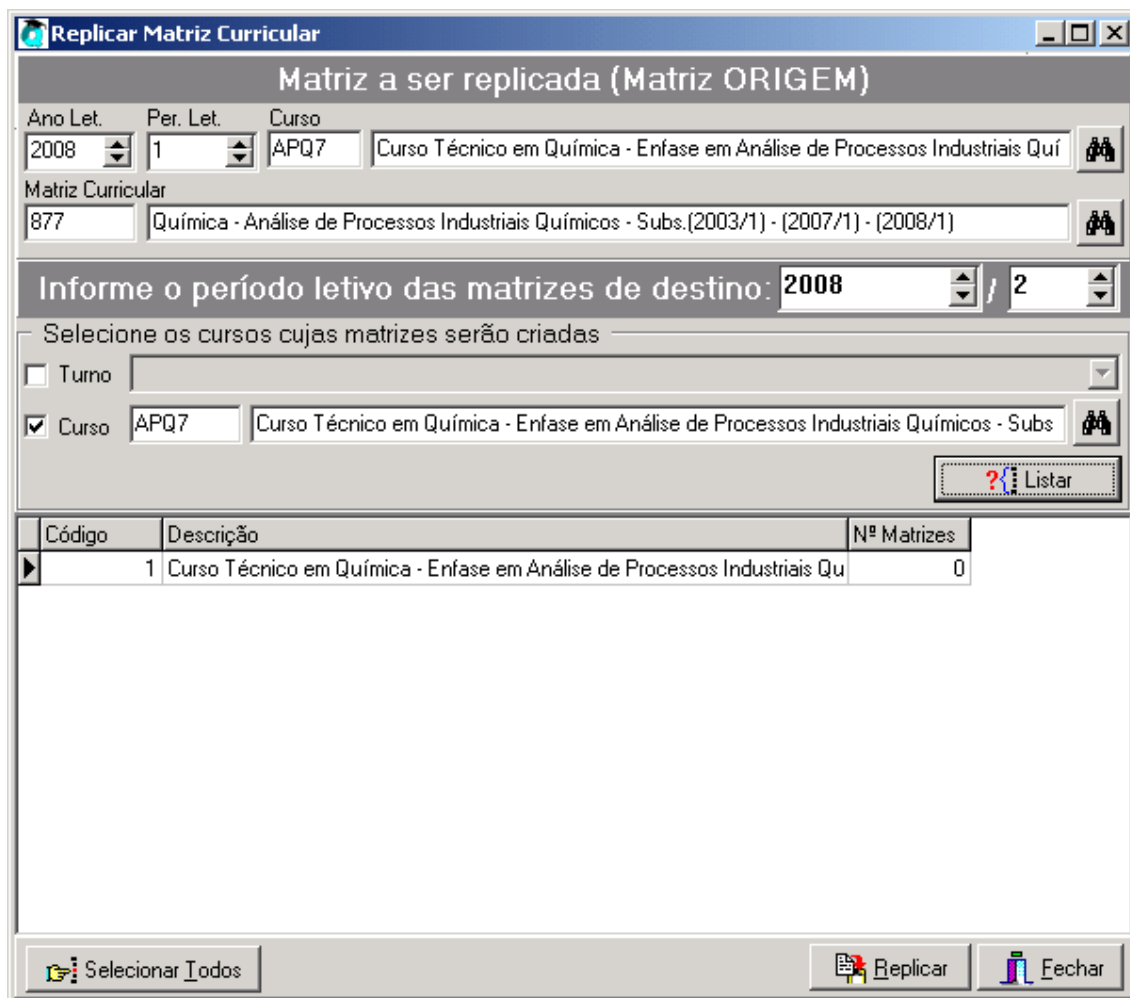 Replicar Matriz Curricular
Matriz a ser replicada (Matriz ORIGEM)
Ano Let. Per. Let. Curso
2008 1 APQ7 Curso Técnico em Química - Enfase em Análise de Processos Industriais Quí
Matriz Curricular
877 Química - Análise de Processos Industriais Químicos - Subs.(2003/1) - (2007/1) - (2008/1)
Informe o período letivo das matrizes de destino: 2008 / 2
Selecione os cursos cujas matrizes serão criadas
Turno
Curso APQ7 Curso Técnico em Química - Enfase em Análise de Processos Industriais Químicos - Subs
?{ Listar
Código Descrição Nº Matrizes
1 Curso Técnico em Química - Enfase em Análise de Processos Industriais Qu 0
Selecionar Todos Replicar Fechar